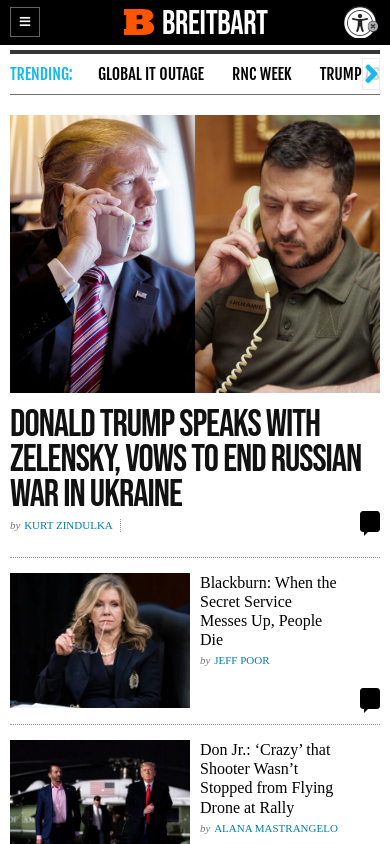 BREITBART
TRENDING:
GLOBAL IT OUTAGE
RNC WEEK
TRUMP
DONALD TRUMP SPEAKS WITH
ZELENSKY, VOWS TO END RUSSIAN
WAR IN UKRAINE
by KURT ZINDULKA
Blackburn: When the
Secret Service
Messes Up, People
Die
by JEFF POOR
Don Jr.: ‘Crazy’ that
Shooter Wasn’t
Stopped from Flying
Drone at Rally
by ALANA MASTRANGELO